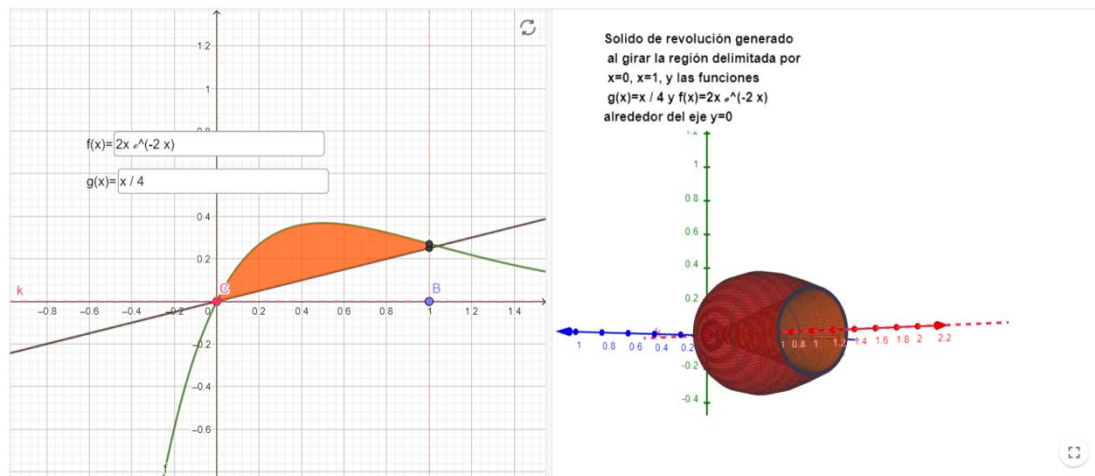 1.2
1
0.8
f(x)= 2x ℯ^(-2 x)
g(x)= x / 4
0.4
0.2
k
C
B
-0.8 -0.6 -0.4 -0.2 0 0.2 0.4 0.6 0.8 1 1.2 1.4
-0.2
-0.4
-0.6
f
Solido de revolución generado
al girar la región delimitada por
x=0, x=1, y las funciones
g(x)=x / 4 y f(x)=2x ℯ^(-2 x)
alrededor del eje y=0
1.2
1
0.8
0.6
0.4
0.2
1 0.8 0.6 0.4 0.2
1 0.8 1 1.2 1.4 1.6 1.8 2 2.2
-0.2
-0.4